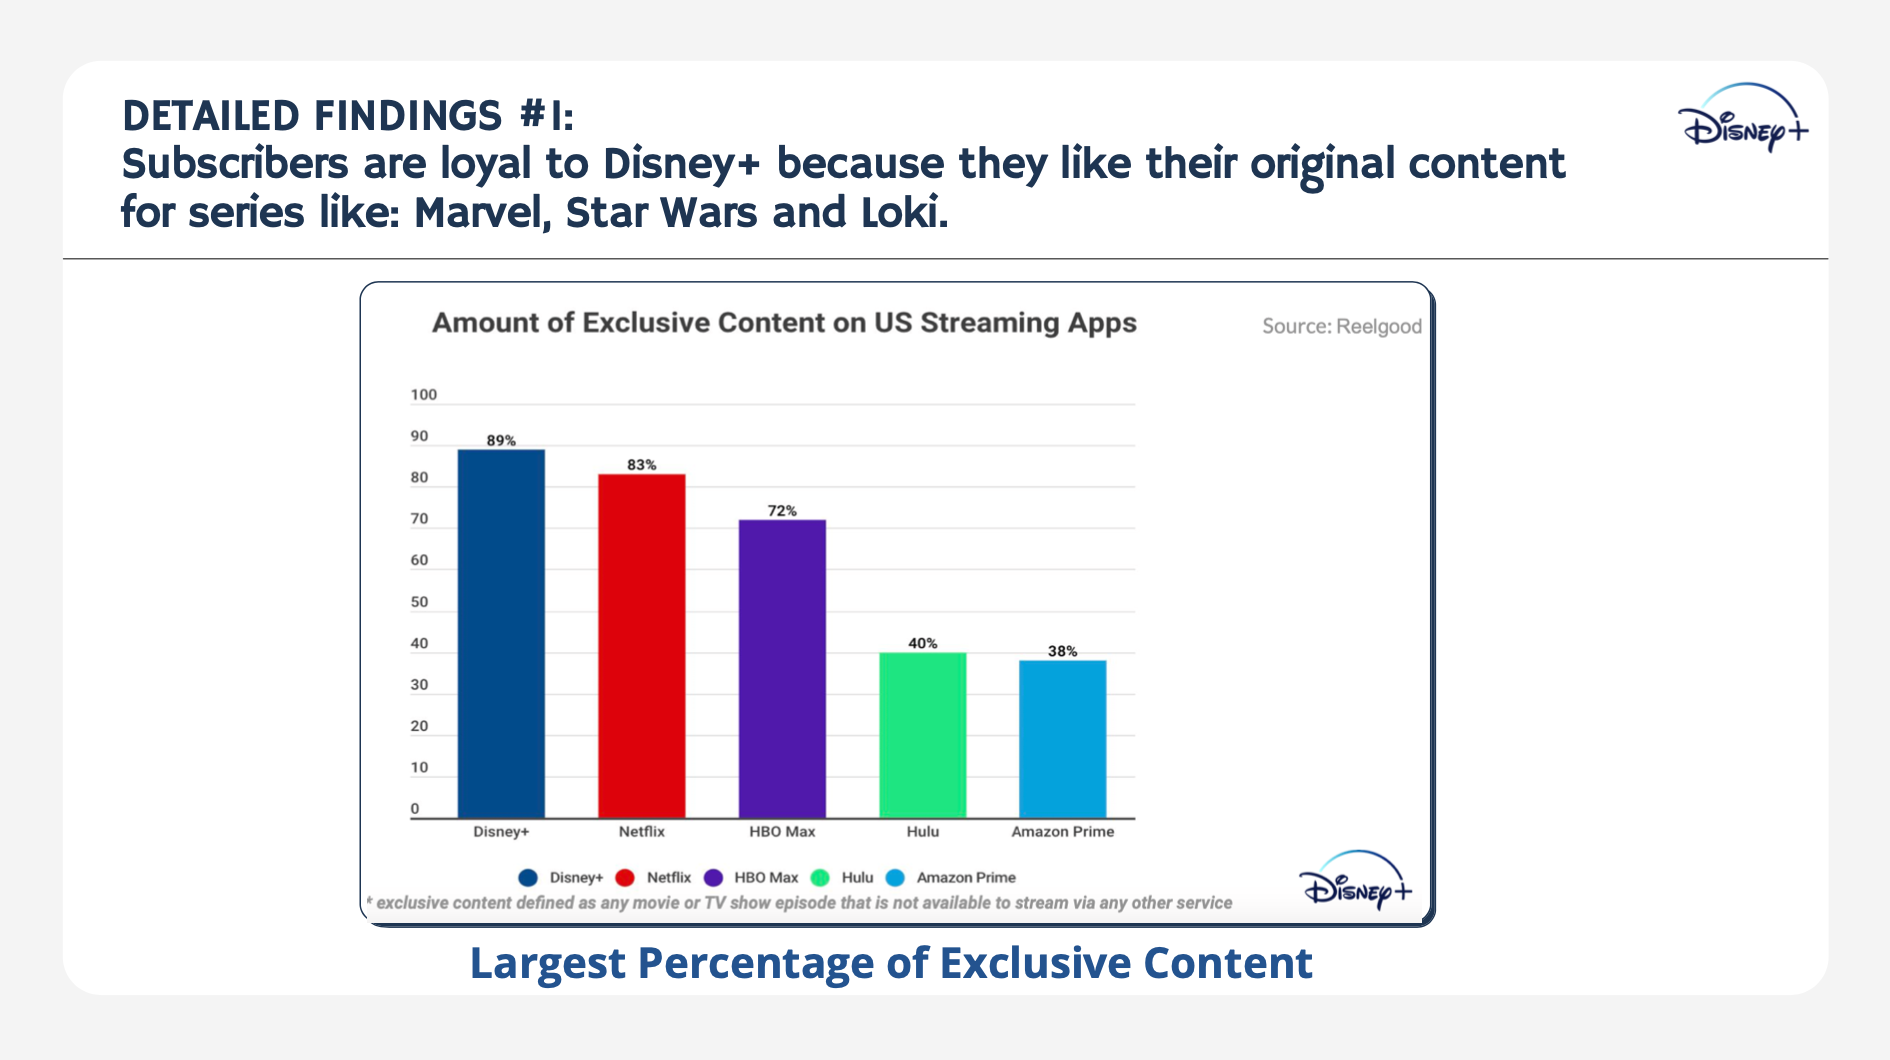 DETAILED FINDINGS #1:
Subscribers are loyal to Disney+ because they like their original content
for series like: Marvel, Star Wars and Loki.
Disney+
Amount of Exclusive Content on US Streaming Apps
Source: Reelgood
100
90
80
70
60
50
40
30
20
10
0
89%
83%
72%
40%
38%
Disney+ Netflix HBO Max Hulu Amazon Prime
Disney+ Netflix HBO Max Hulu Amazon Prime
* exclusive content defined as any movie or TV show episode that is not available to stream via any other service
Disney+
Largest Percentage of Exclusive Content